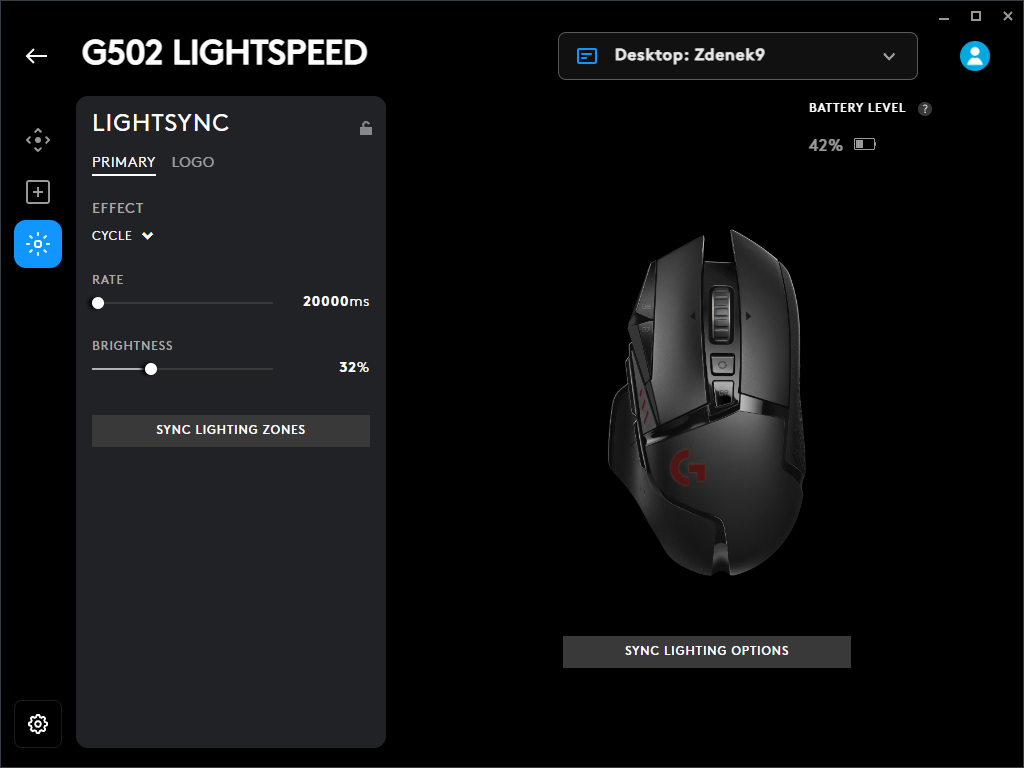 G502 LIGHTSPEED
Desktop: Zdenek9
LIGHTSYNC
PRIMARY LOGO
EFFECT
CYCLE
RATE
20000ms
BRIGHTNESS
32%
SYNC LIGHTING ZONES
BATTERY LEVEL ?
42%
SYNC LIGHTING OPTIONS